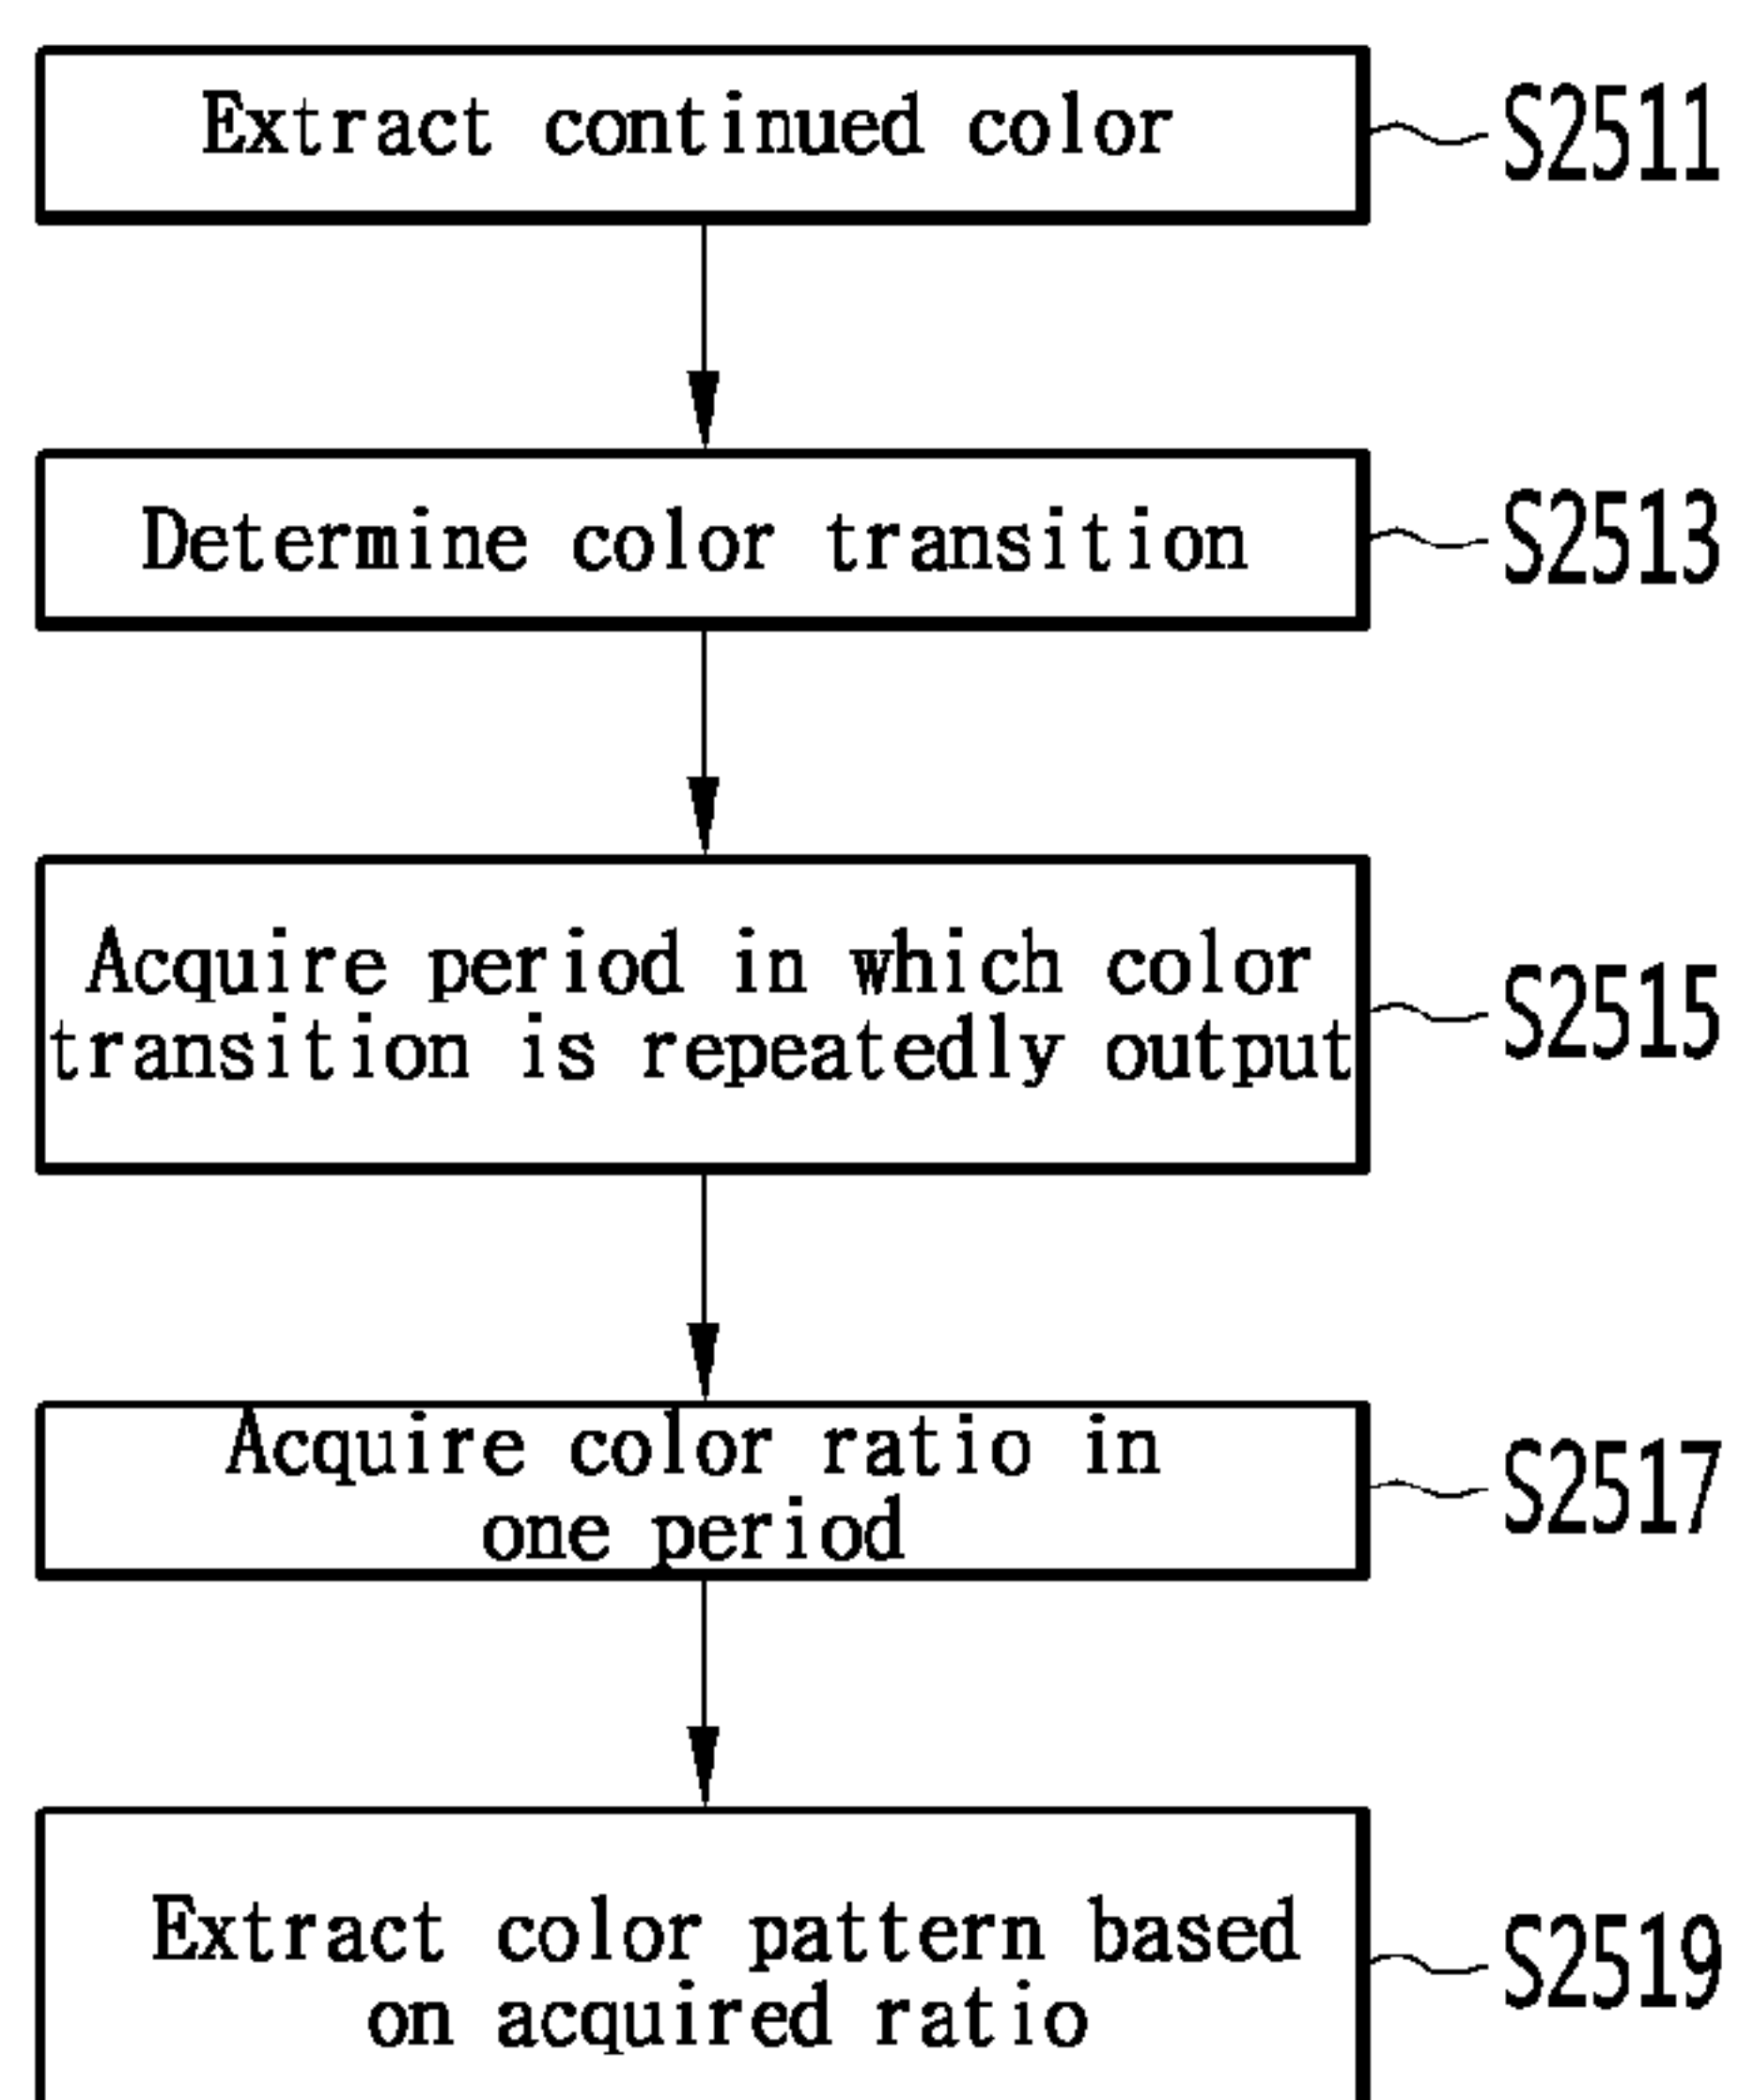 Extract continued color
S2511
Determine color transition
S2513
Acquire period in which color
transition is repeatedly output
S2515
Acquire color ratio in
one period
S2517
Extract color pattern based
on acquired ratio
S2519